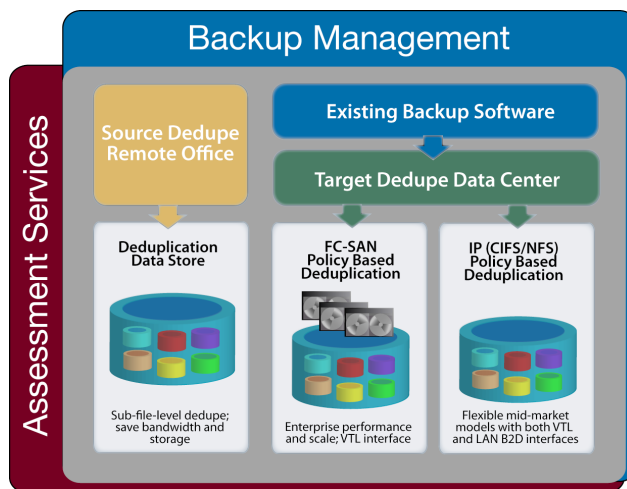 Backup Management
Assessment Services
Source Dedupe
Remote Office
Existing Backup Software
Target Dedupe Data Center
Deduplication
Data Store
Sub-file-level dedupe;
save bandwidth and
storage
FC-SAN
Policy Based
Deduplication
Enterprise performance
and scale; VTL interface
IP (CIFS/NFS)
Policy Based
Deduplication
Flexible mid-market
models with both VTL
and LAN B2D interfaces